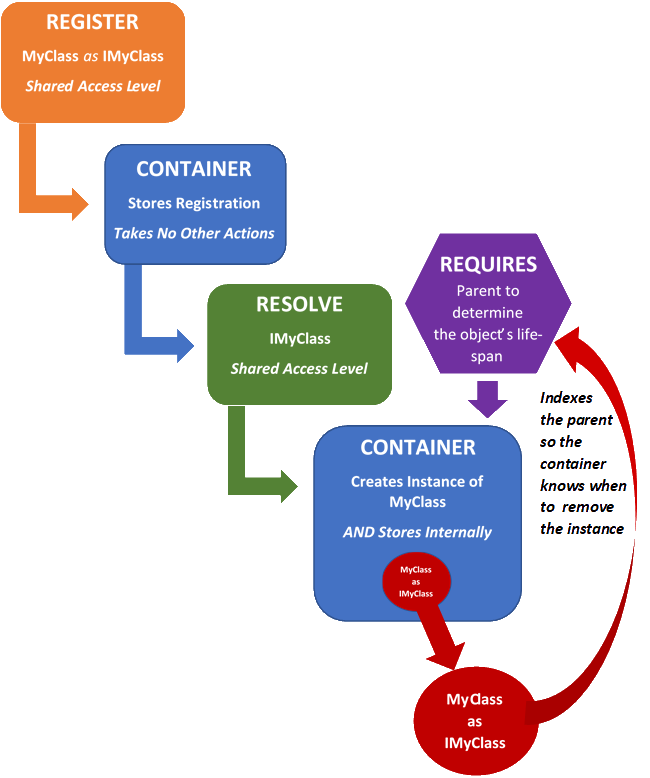 REGISTER
MyClass as IMyClass
Shared Access Level
CONTAINER
Stores Registration
Takes No Other Actions
RESOLVE
IMyClass
Shared Access Level
REQUIRES
Parent to
determine
the object's life-
span
CONTAINER
Creates Instance of
MyClass
AND Stores Internally
MyClass
as
IMyClass
Indexes
the parent
so the
container
knows when
to remove
the instance
MyClass
as
IMyClass